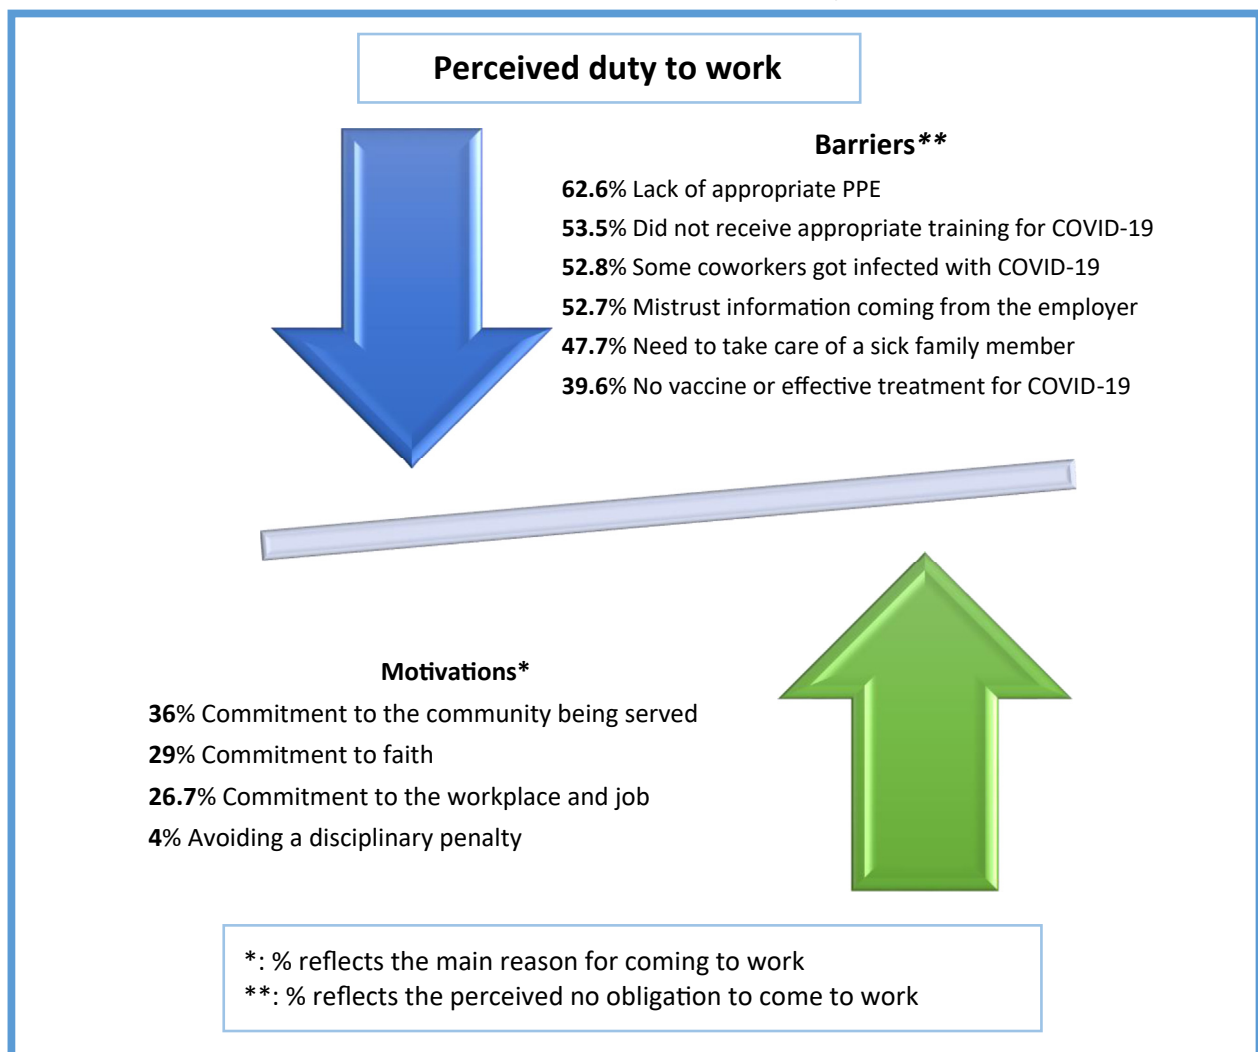 Perceived duty to work
Barriers**
62.6% Lack of appropriate PPE
53.5% Did not receive appropriate training for COVID-19
52.8% Some coworkers got infected with COVID-19
52.7% Mistrust information coming from the employer
47.7% Need to take care of a sick family member
39.6% No vaccine or effective treatment for COVID-19
Motivations*
36% Commitment to the community being served
29% Commitment to faith
26.7% Commitment to the workplace and job
4% Avoiding a disciplinary penalty
*: % reflects the main reason for coming to work
**: % reflects the perceived no obligation to come to work